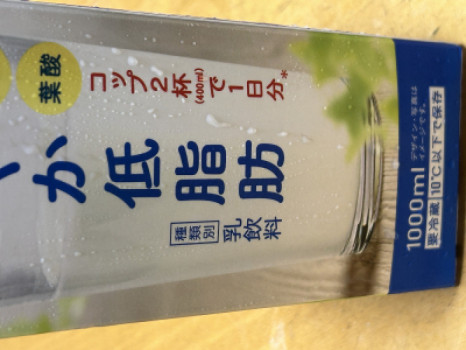 葉酸
コップ2杯で1日分*
(400ml)
か低脂肪
種類別 乳飲料
1000ml
デザイン・写真は
イメージです。
要冷蔵 10℃以下で保存